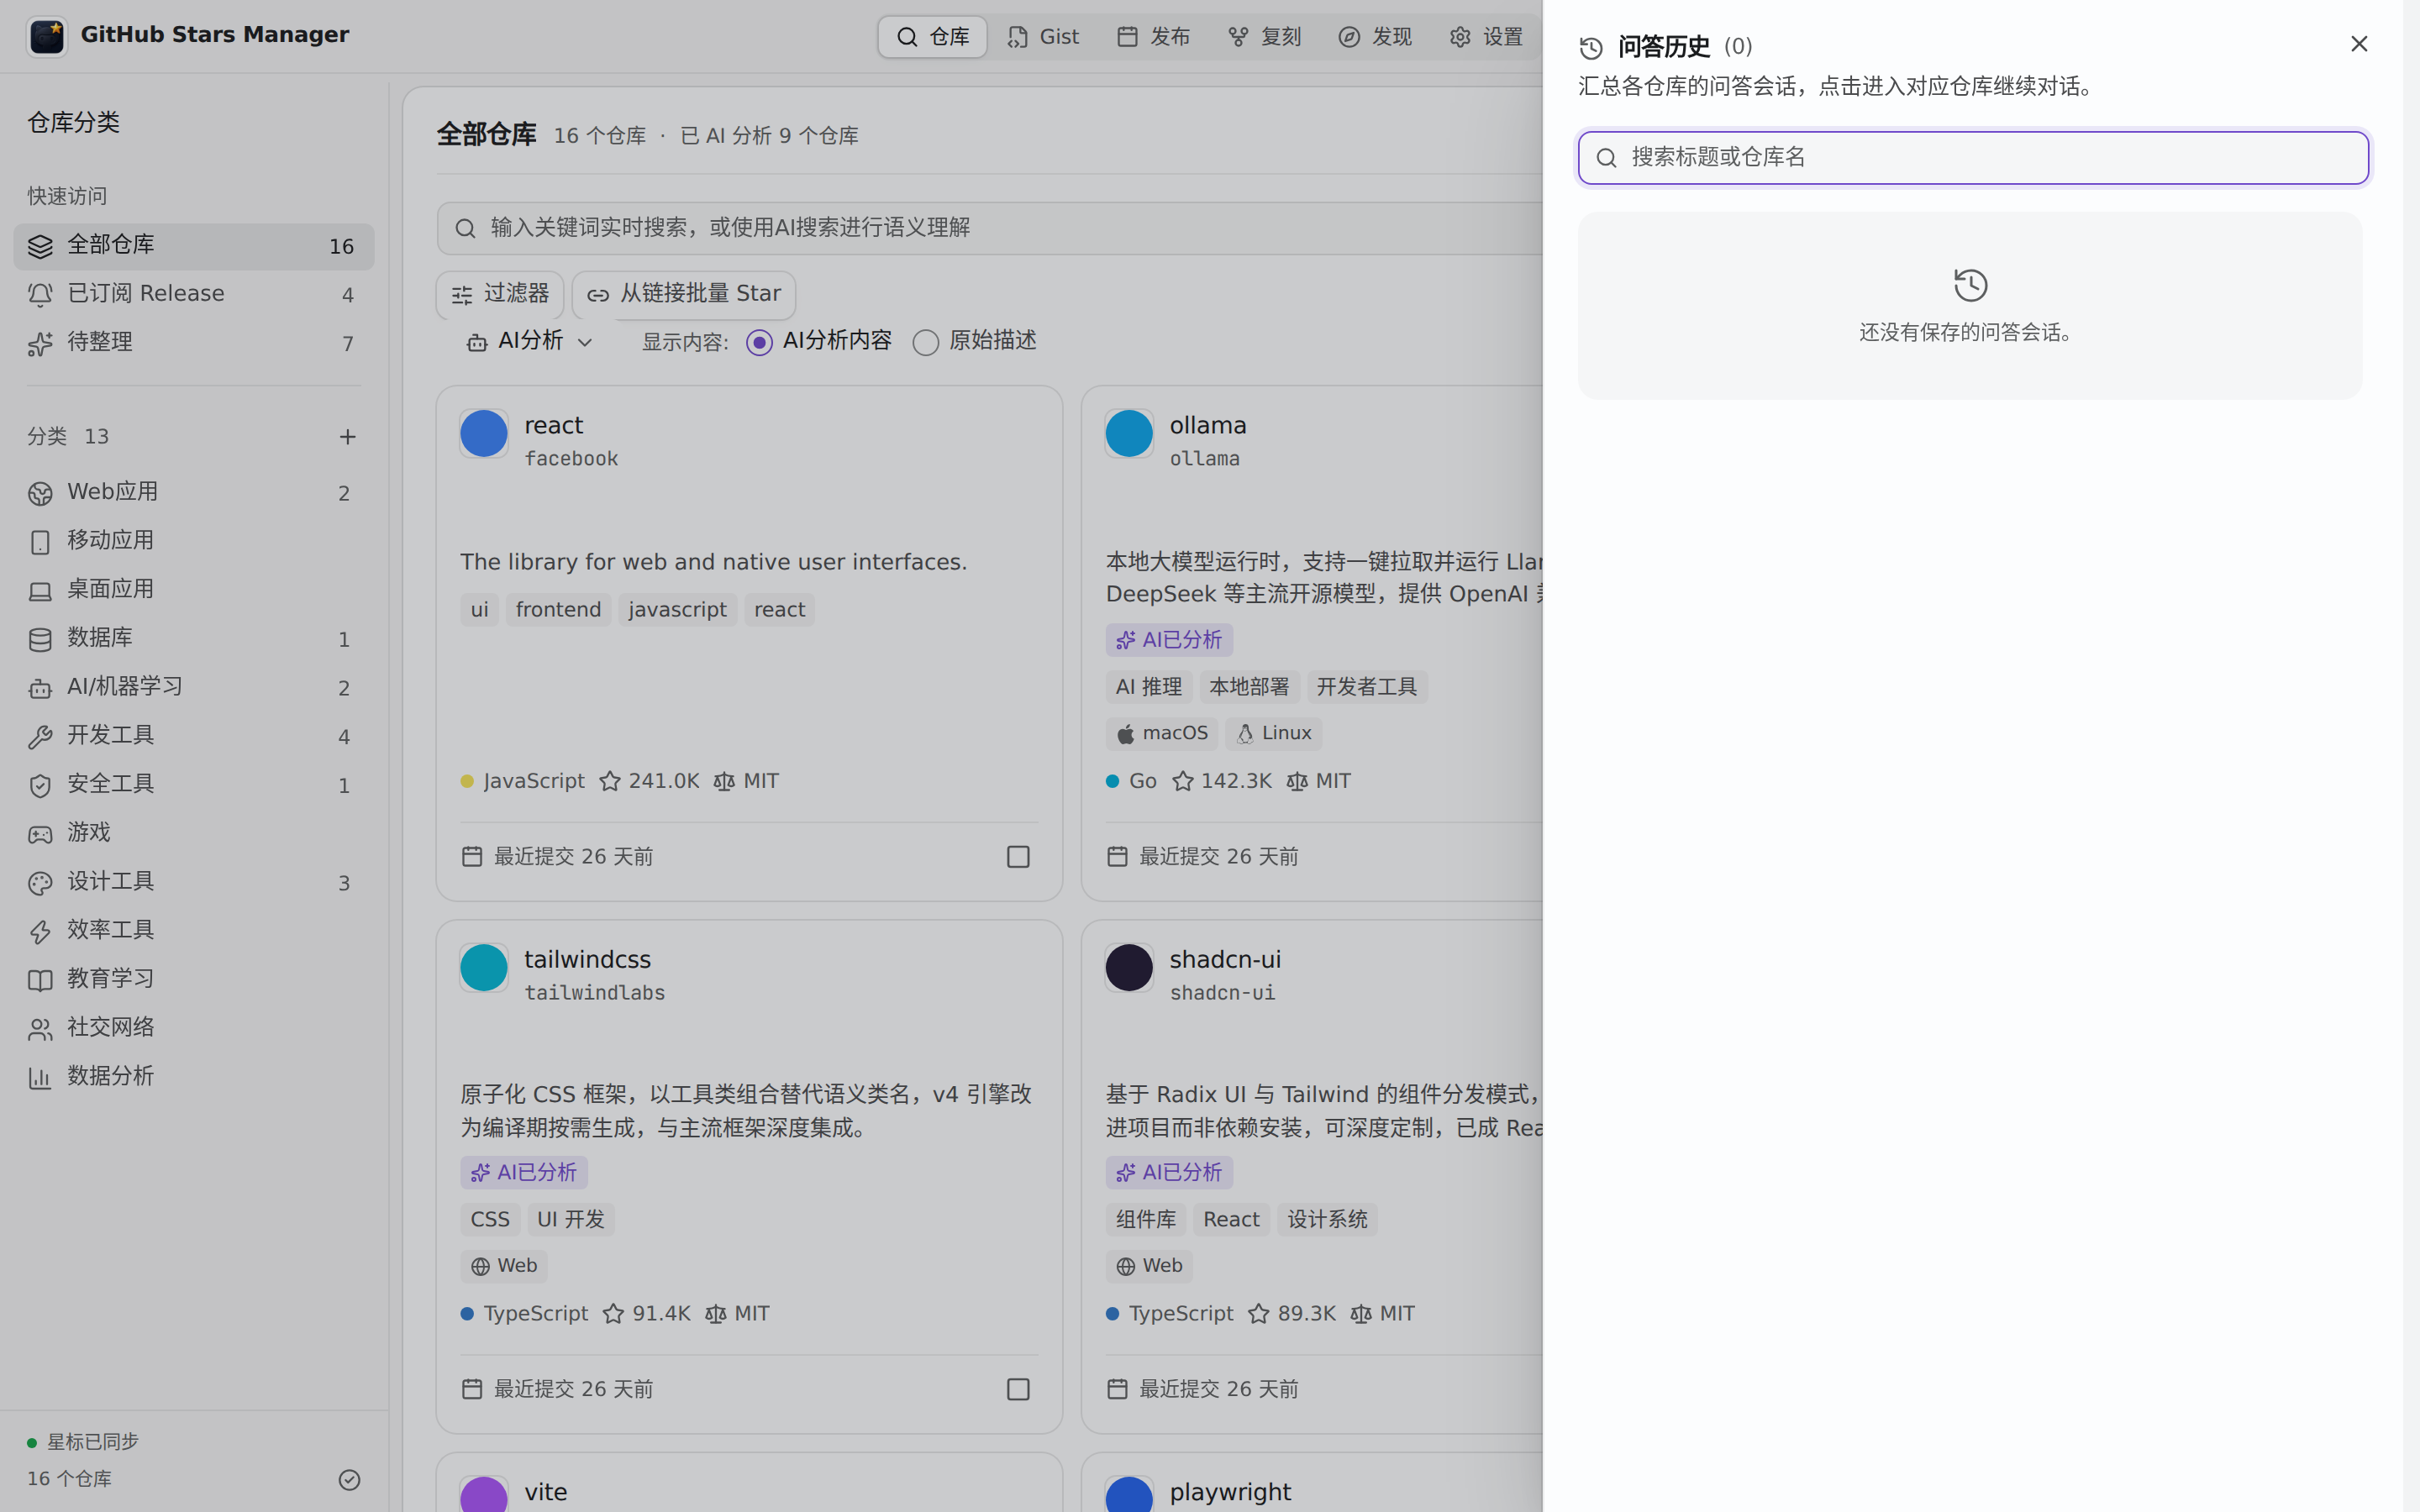 GitHub Stars Manager
仓库
Gist
发布
复刻
发现
设置
仓库分类
快速访问
全部仓库 16
已订阅 Release 4
待整理 7
分类 13
Web应用 2
移动应用
桌面应用
数据库 1
AI/机器学习 2
开发工具 4
安全工具 1
游戏
设计工具 3
效率工具
教育学习
社交网络
数据分析
星标已同步
16 个仓库
全部仓库 16 个仓库 · 已 AI 分析 9 个仓库
输入关键词实时搜索，或使用AI搜索进行语义理解
过滤器
从链接批量 Star
AI分析
显示内容: AI分析内容 原始描述
react
facebook
The library for web and native user interfaces.
ui frontend javascript react
JavaScript 241.0K MIT
最近提交 26 天前
ollama
ollama
本地大模型运行时，支持一键拉取并运行 Llar
DeepSeek 等主流开源模型，提供 OpenAI
AI已分析
AI 推理 本地部署 开发者工具
macOS Linux
Go 142.3K MIT
最近提交 26 天前
tailwindcss
tailwindlabs
原子化 CSS 框架，以工具类组合替代语义类名，v4 引擎改
为编译期按需生成，与主流框架深度集成。
AI已分析
CSS UI 开发
Web
TypeScript 91.4K MIT
最近提交 26 天前
shadcn-ui
shadcn-ui
基于 Radix UI 与 Tailwind 的组件分发模式，
进项目而非依赖安装，可深度定制，已成 Rea
AI已分析
组件库 React 设计系统
Web
TypeScript 89.3K MIT
最近提交 26 天前
vite
playwright
问答历史 (0)
汇总各仓库的问答会话，点击进入对应仓库继续对话。
搜索标题或仓库名
还没有保存的问答会话。